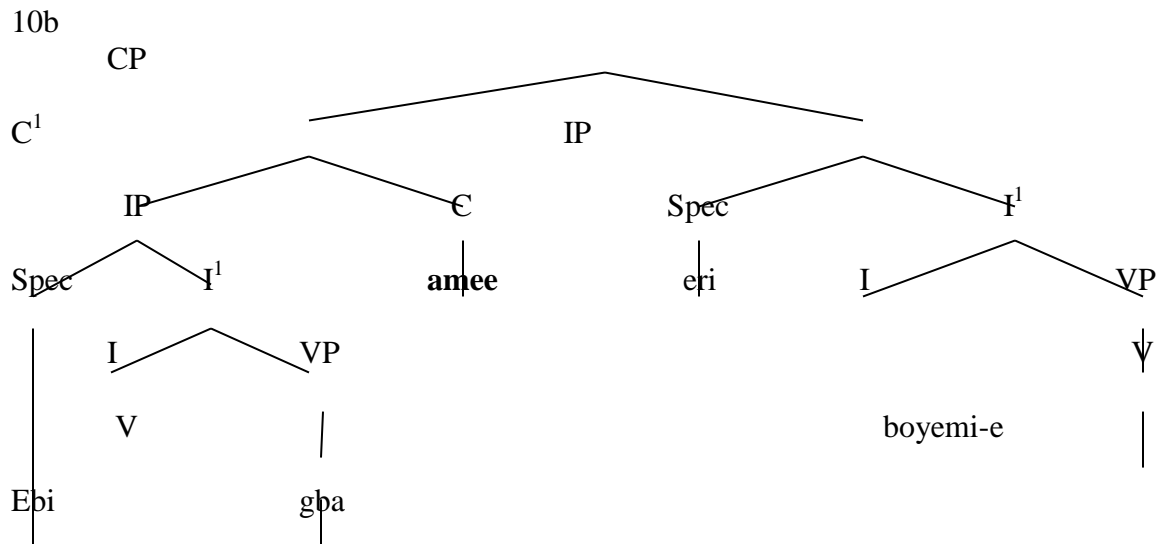 10b
CP
C¹ IP
IP C Spec I¹
Spec I¹ amee eri I VP
I VP V
V boyemi-e
Ebi gba